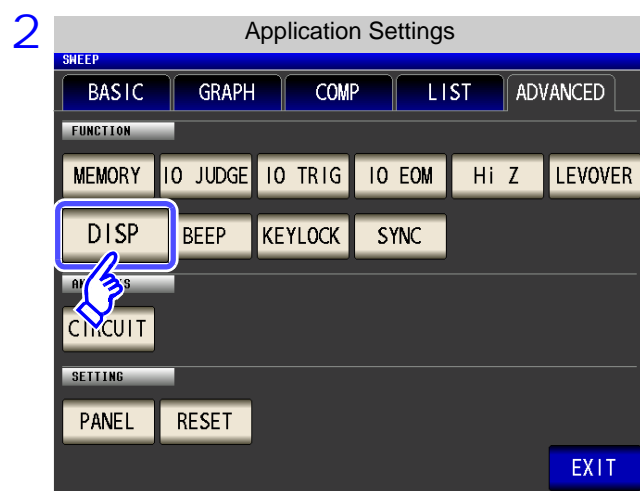 2
Application Settings
SWEEP
BASIC GRAPH COMP LIST ADVANCED
FUNCTION
MEMORY IO JUDGE IO TRIG IO EOM Hi Z LEVOVER
DISP BEEP KEYLOCK SYNC
CIRCUIT
SETTING
PANEL RESET
EXIT